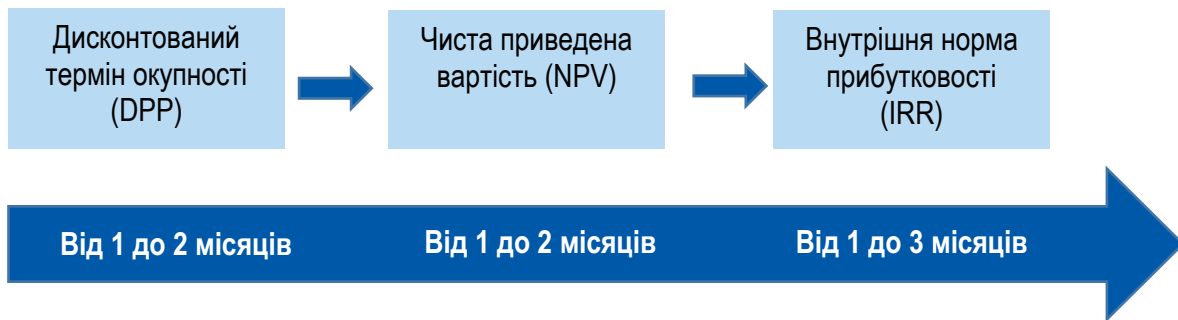 Дисконтований
термін окупності
(DPP)
Чиста приведена
вартість (NPV)
Внутрішня норма
прибутковості
(IRR)
Від 1 до 2 місяців
Від 1 до 2 місяців
Від 1 до 3 місяців